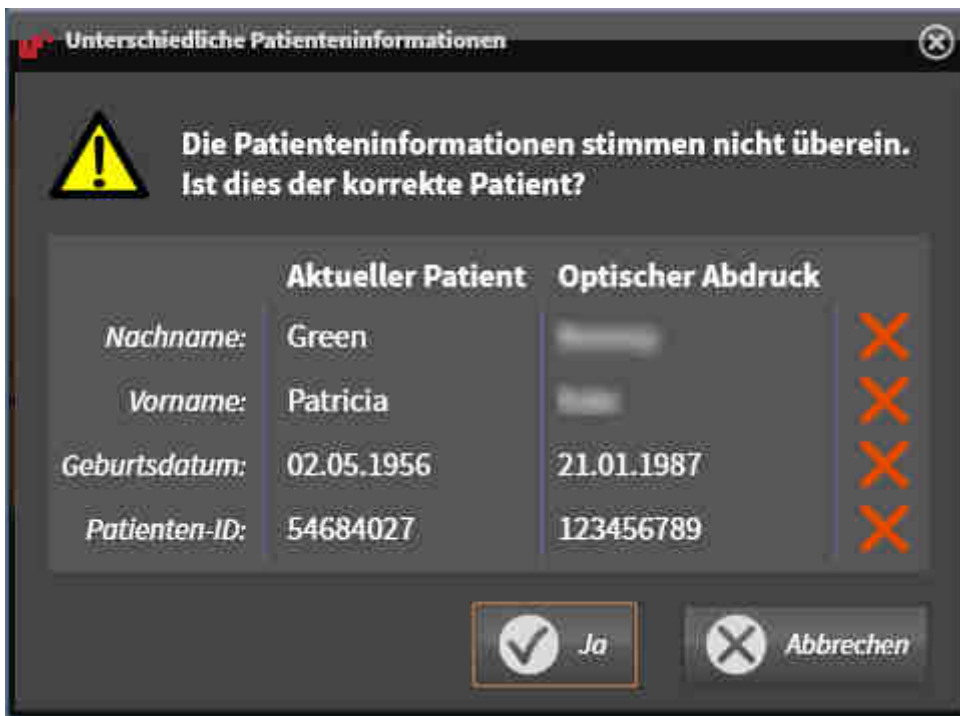 Unterschiedliche Patienteninformationen
Die Patienteninformationen stimmen nicht überein.
Ist dies der korrekte Patient?
Aktueller Patient Optischer Abdruck
Nachname: Green
Vorname: Patricia
Geburtsdatum: 02.05.1956 21.01.1987
Patienten-ID: 54684027 123456789
Ja Abbrechen